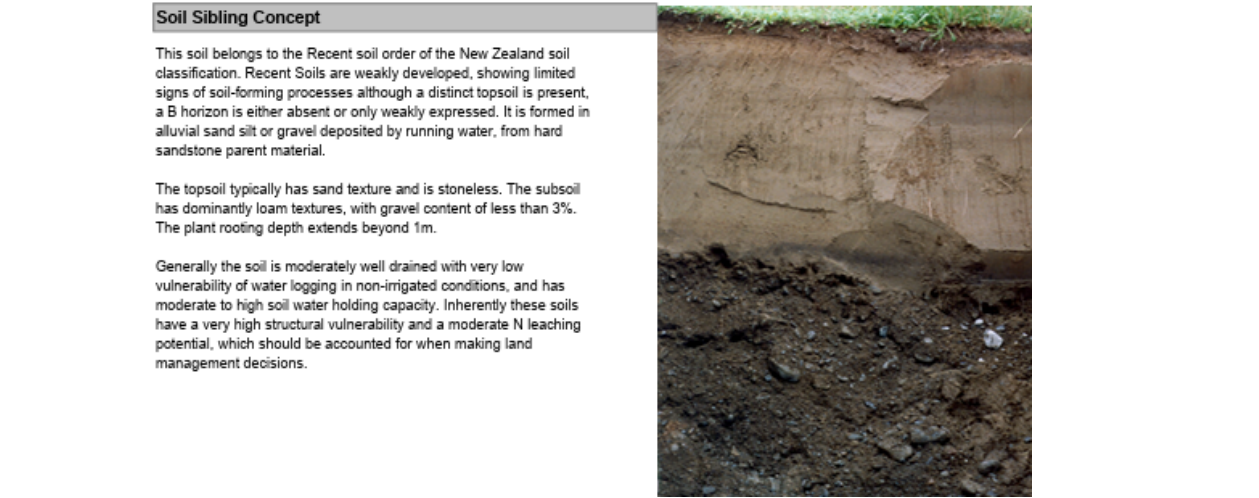 Soil Sibling Concept
This soil belongs to the Recent soil order of the New Zealand soil
classification. Recent Soils are weakly developed, showing limited
signs of soil-forming processes although a distinct topsoil is present,
a B horizon is either absent or only weakly expressed. It is formed in
alluvial sand silt or gravel deposited by running water, from hard
sandstone parent material.
The topsoil typically has sand texture and is stoneless. The subsoil
has dominantly loam textures, with gravel content of less than 3%.
The plant rooting depth extends beyond 1m.
Generally the soil is moderately well drained with very low
vulnerability of water logging in non-irrigated conditions, and has
moderate to high soil water holding capacity. Inherently these soils
have a very high structural vulnerability and a moderate N leaching
potential, which should be accounted for when making land
management decisions.